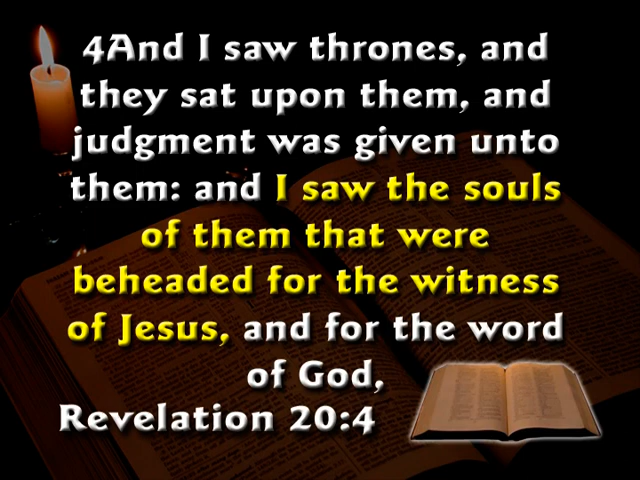 4And I saw thrones, and
they sat upon them, and
judgment was given unto
them: and I saw the souls
of them that were
beheaded for the witness
of Jesus, and for the word
of God,
Revelation 20:4